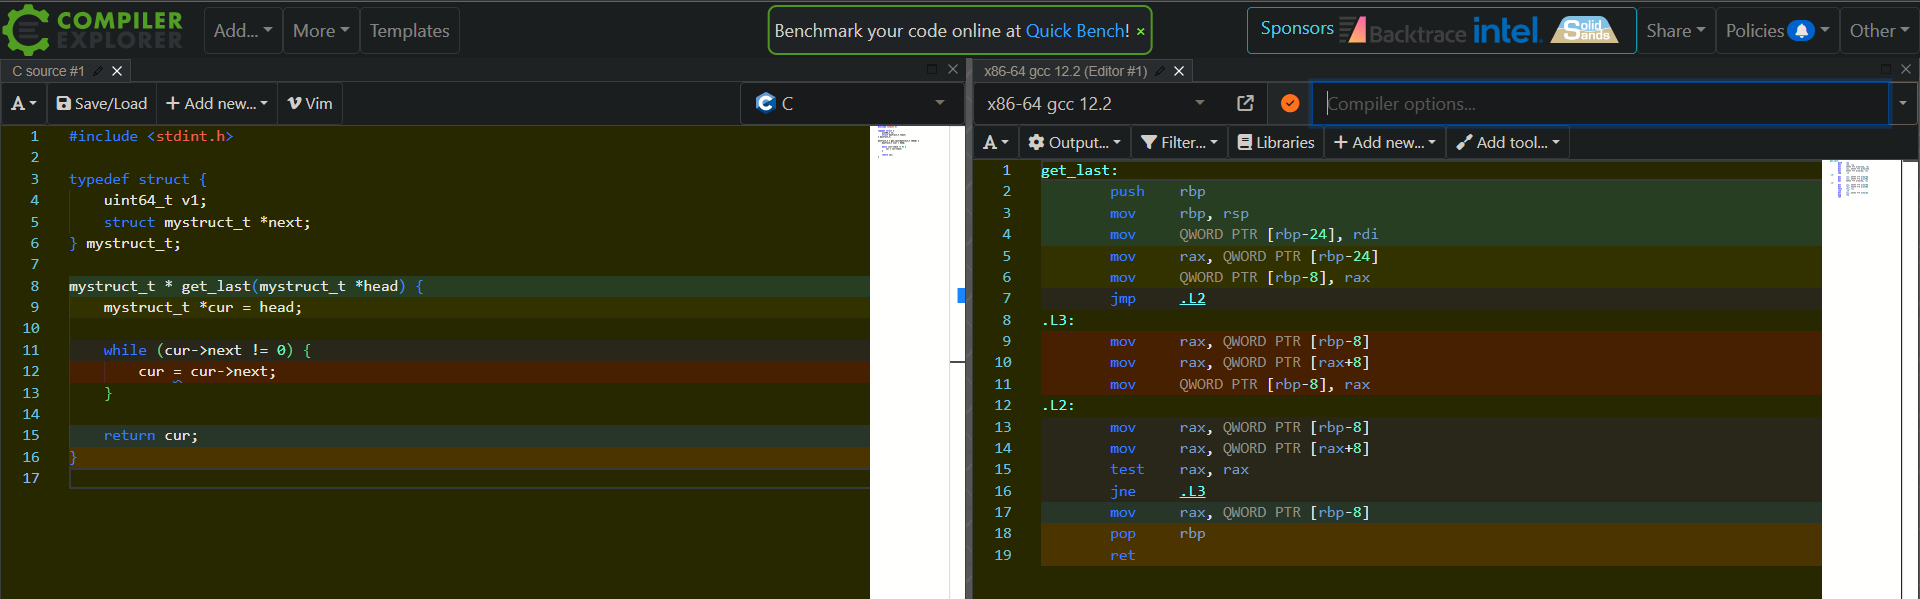 COMPILER
EXPLORER
Add...
More
Templates
Benchmark your code online at Quick Bench! ×
Sponsors
Backtrace
intel.
Solid Sands
Share
Policies
Other
C source #1
A
Save/Load
+ Add new...
Vim
C
1 #include <stdint.h>
2
3 typedef struct {
4     uint64_t v1;
5     struct mystruct_t *next;
6 } mystruct_t;
7
8 mystruct_t * get_last(mystruct_t *head) {
9     mystruct_t *cur = head;
10
11     while (cur->next != 0) {
12         cur = cur->next;
13     }
14
15     return cur;
16 }
17
x86-64 gcc 12.2 (Editor #1)
x86-64 gcc 12.2
Compiler options...
A
Output...
Filter...
Libraries
+ Add new...
Add tool...
1 get_last:
2         push    rbp
3         mov     rbp, rsp
4         mov     QWORD PTR [rbp-24], rdi
5         mov     rax, QWORD PTR [rbp-24]
6         mov     QWORD PTR [rbp-8], rax
7         jmp     .L2
8 .L3:
9         mov     rax, QWORD PTR [rbp-8]
10         mov     rax, QWORD PTR [rax+8]
11         mov     QWORD PTR [rbp-8], rax
12 .L2:
13         mov     rax, QWORD PTR [rbp-8]
14         mov     rax, QWORD PTR [rax+8]
15         test    rax, rax
16         jne     .L3
17         mov     rax, QWORD PTR [rbp-8]
18         pop     rbp
19         ret